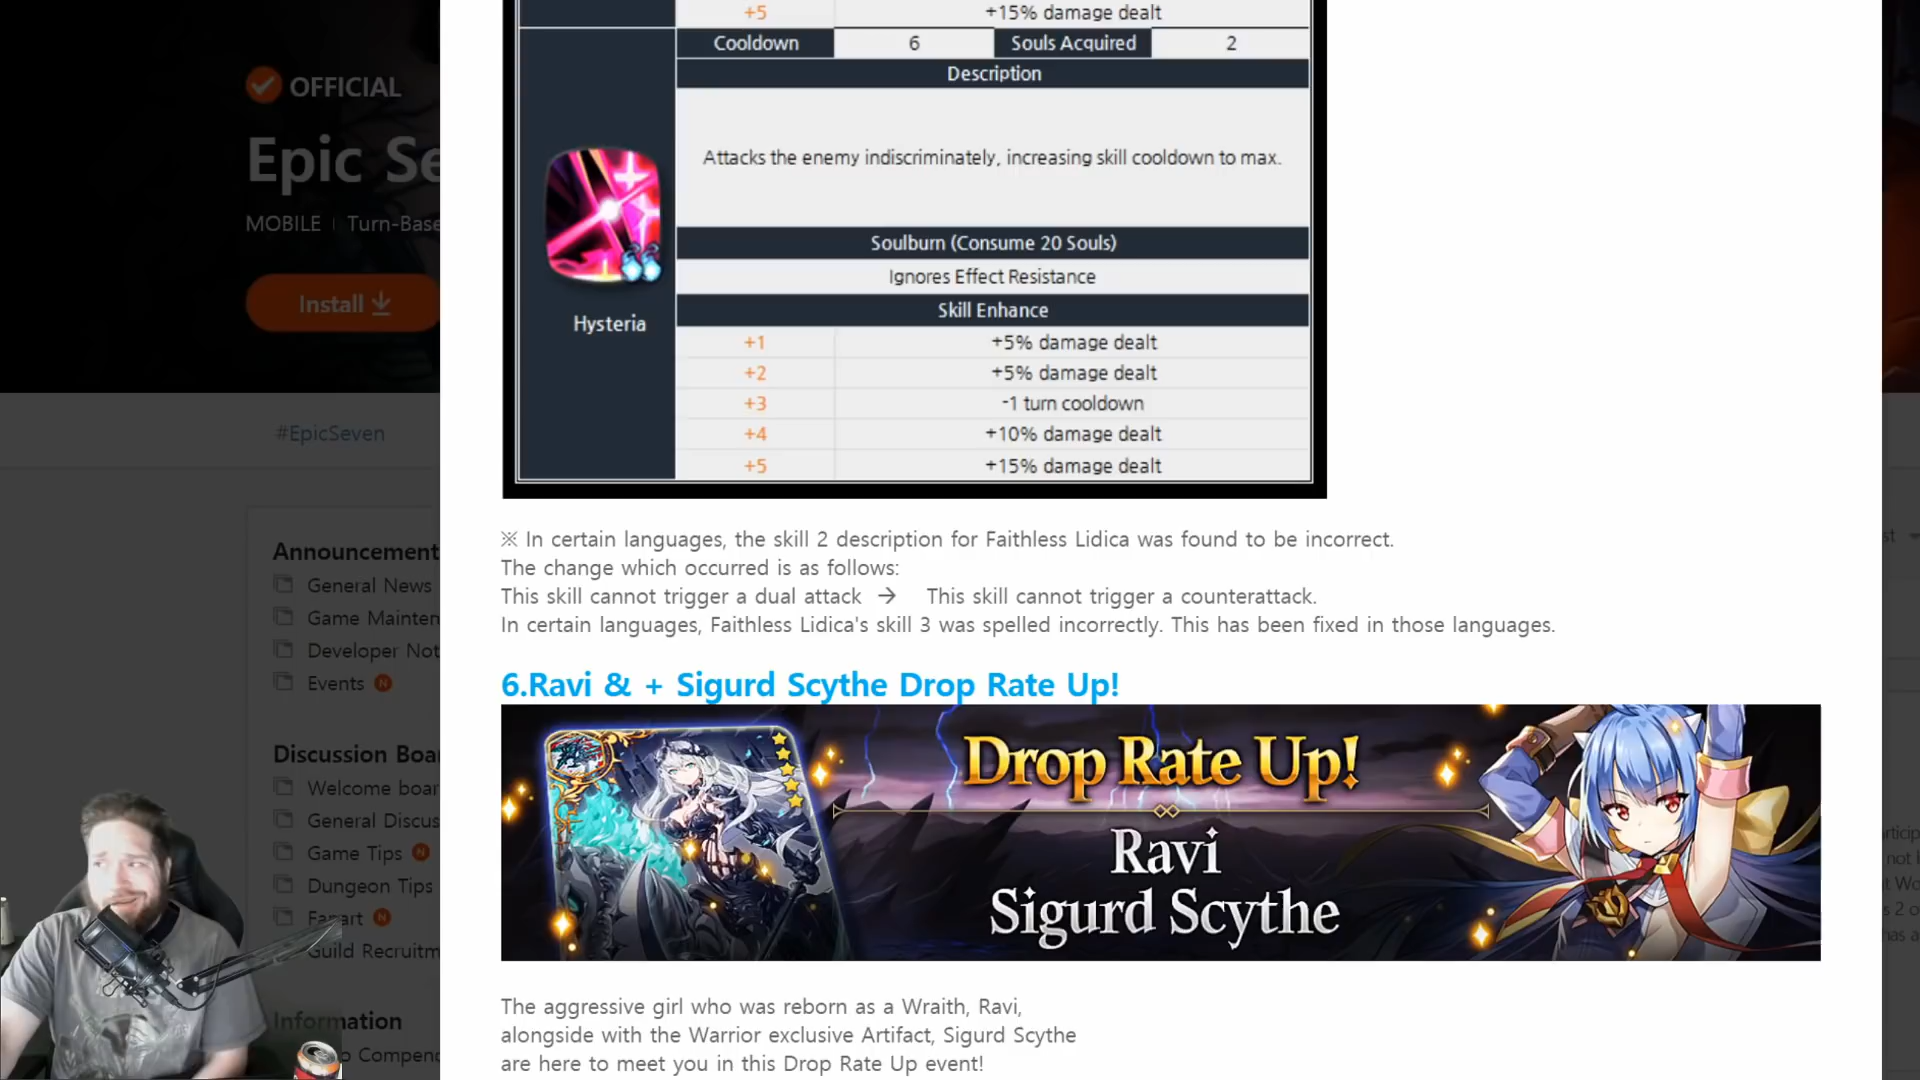 OFFICIAL
Epic Se
MOBILE | Turn-Base
Install
#EpicSeven
Announcement
General News
Game Mainten
Developer Not
Events N
Discussion Boa
Welcome boar
General Discus
Game Tips N
Dungeon Tips
Fanart N
Guild Recruitm
Information
o Compend
+5 +15% damage dealt
Cooldown 6 Souls Acquired 2
Description
Attacks the enemy indiscriminately, increasing skill cooldown to max.
Soulburn (Consume 20 Souls)
Ignores Effect Resistance
Skill Enhance
Hysteria
+1 +5% damage dealt
+2 +5% damage dealt
+3 -1 turn cooldown
+4 +10% damage dealt
+5 +15% damage dealt
※ In certain languages, the skill 2 description for Faithless Lidica was found to be incorrect.
The change which occurred is as follows:
This skill cannot trigger a dual attack → This skill cannot trigger a counterattack.
In certain languages, Faithless Lidica's skill 3 was spelled incorrectly. This has been fixed in those languages.
6.Ravi & + Sigurd Scythe Drop Rate Up!
Drop Rate Up!
Ravi
Sigurd Scythe
The aggressive girl who was reborn as a Wraith, Ravi,
alongside with the Warrior exclusive Artifact, Sigurd Scythe
are here to meet you in this Drop Rate Up event!